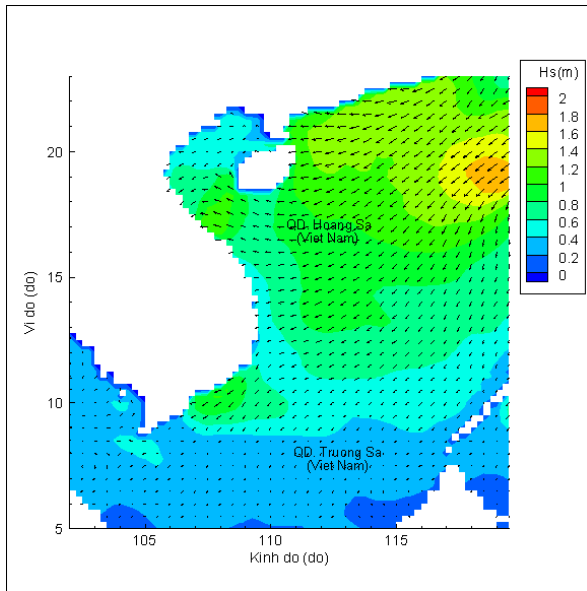 Hs(m)
2
1.8
1.6
1.4
1.2
1
0.8
0.6
0.4
0.2
0
20
15
10
5
Vi do (do)
QD. Hoang Sa
(Viet Nam)
QD. Truong Sa
(Viet Nam)
105
110
115
Kinh do (do)